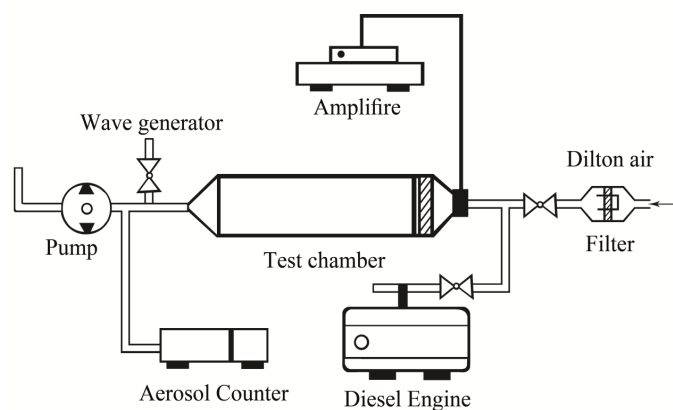 Amplifire
Wave generator
Dilton air
Pump
Test chamber
Filter
Aerosol Counter
Diesel Engine